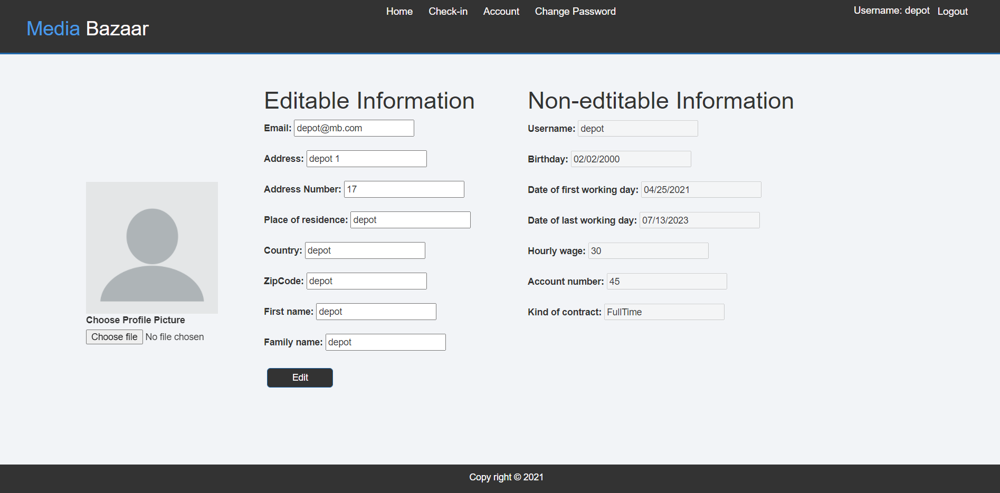 Media Bazaar
Home Check-in Account Change Password
Username: depot Logout
Choose Profile Picture
Choose file No file chosen
Editable Information
Email: depot@mb.com
Address: depot 1
Address Number: 17
Place of residence: depot
Country: depot
ZipCode: depot
First name: depot
Family name: depot
Edit
Non-edtitable Information
Username: depot
Birthday: 02/02/2000
Date of first working day: 04/25/2021
Date of last working day: 07/13/2023
Hourly wage: 30
Account number: 45
Kind of contract: FullTime
Copy right © 2021